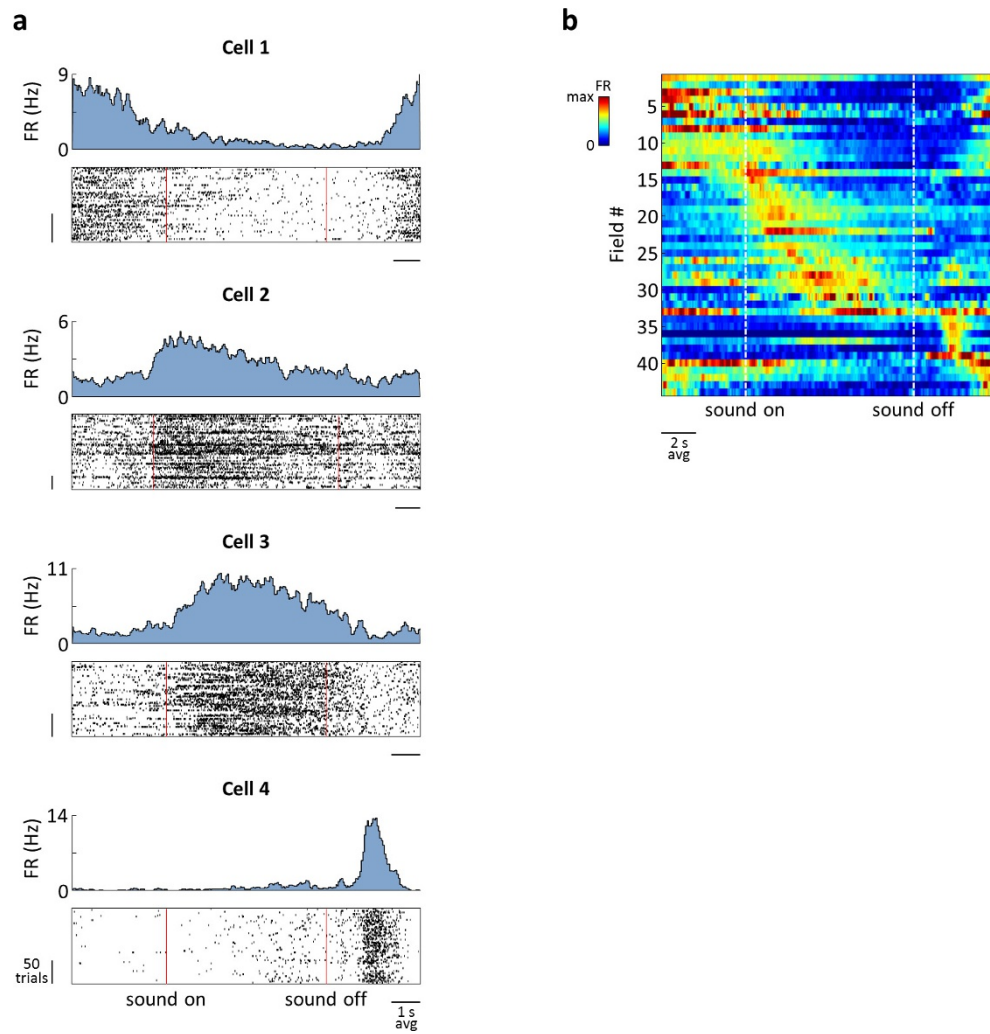 a
Cell 1
FR (Hz)
9
0
Cell 2
FR (Hz)
6
0
Cell 3
FR (Hz)
11
0
Cell 4
FR (Hz)
14
0
50
trials
sound on
sound off
1 s
avg
b
FR
max
0
Field #
5
10
15
20
25
30
35
40
sound on
sound off
2 s
avg